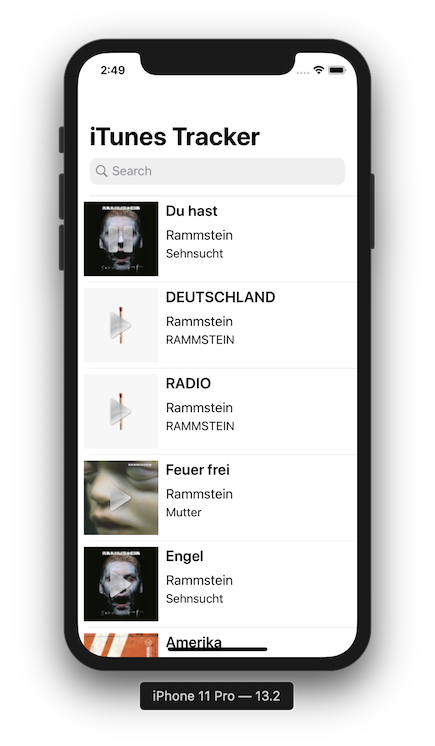 2:49
iTunes Tracker
Search
Du hast
Rammstein
Sehnsucht
DEUTSCHLAND
Rammstein
RAMMSTEIN
RADIO
Rammstein
RAMMSTEIN
Feuer frei
Rammstein
Mutter
Engel
Rammstein
Sehnsucht
Amerika
iPhone 11 Pro — 13.2